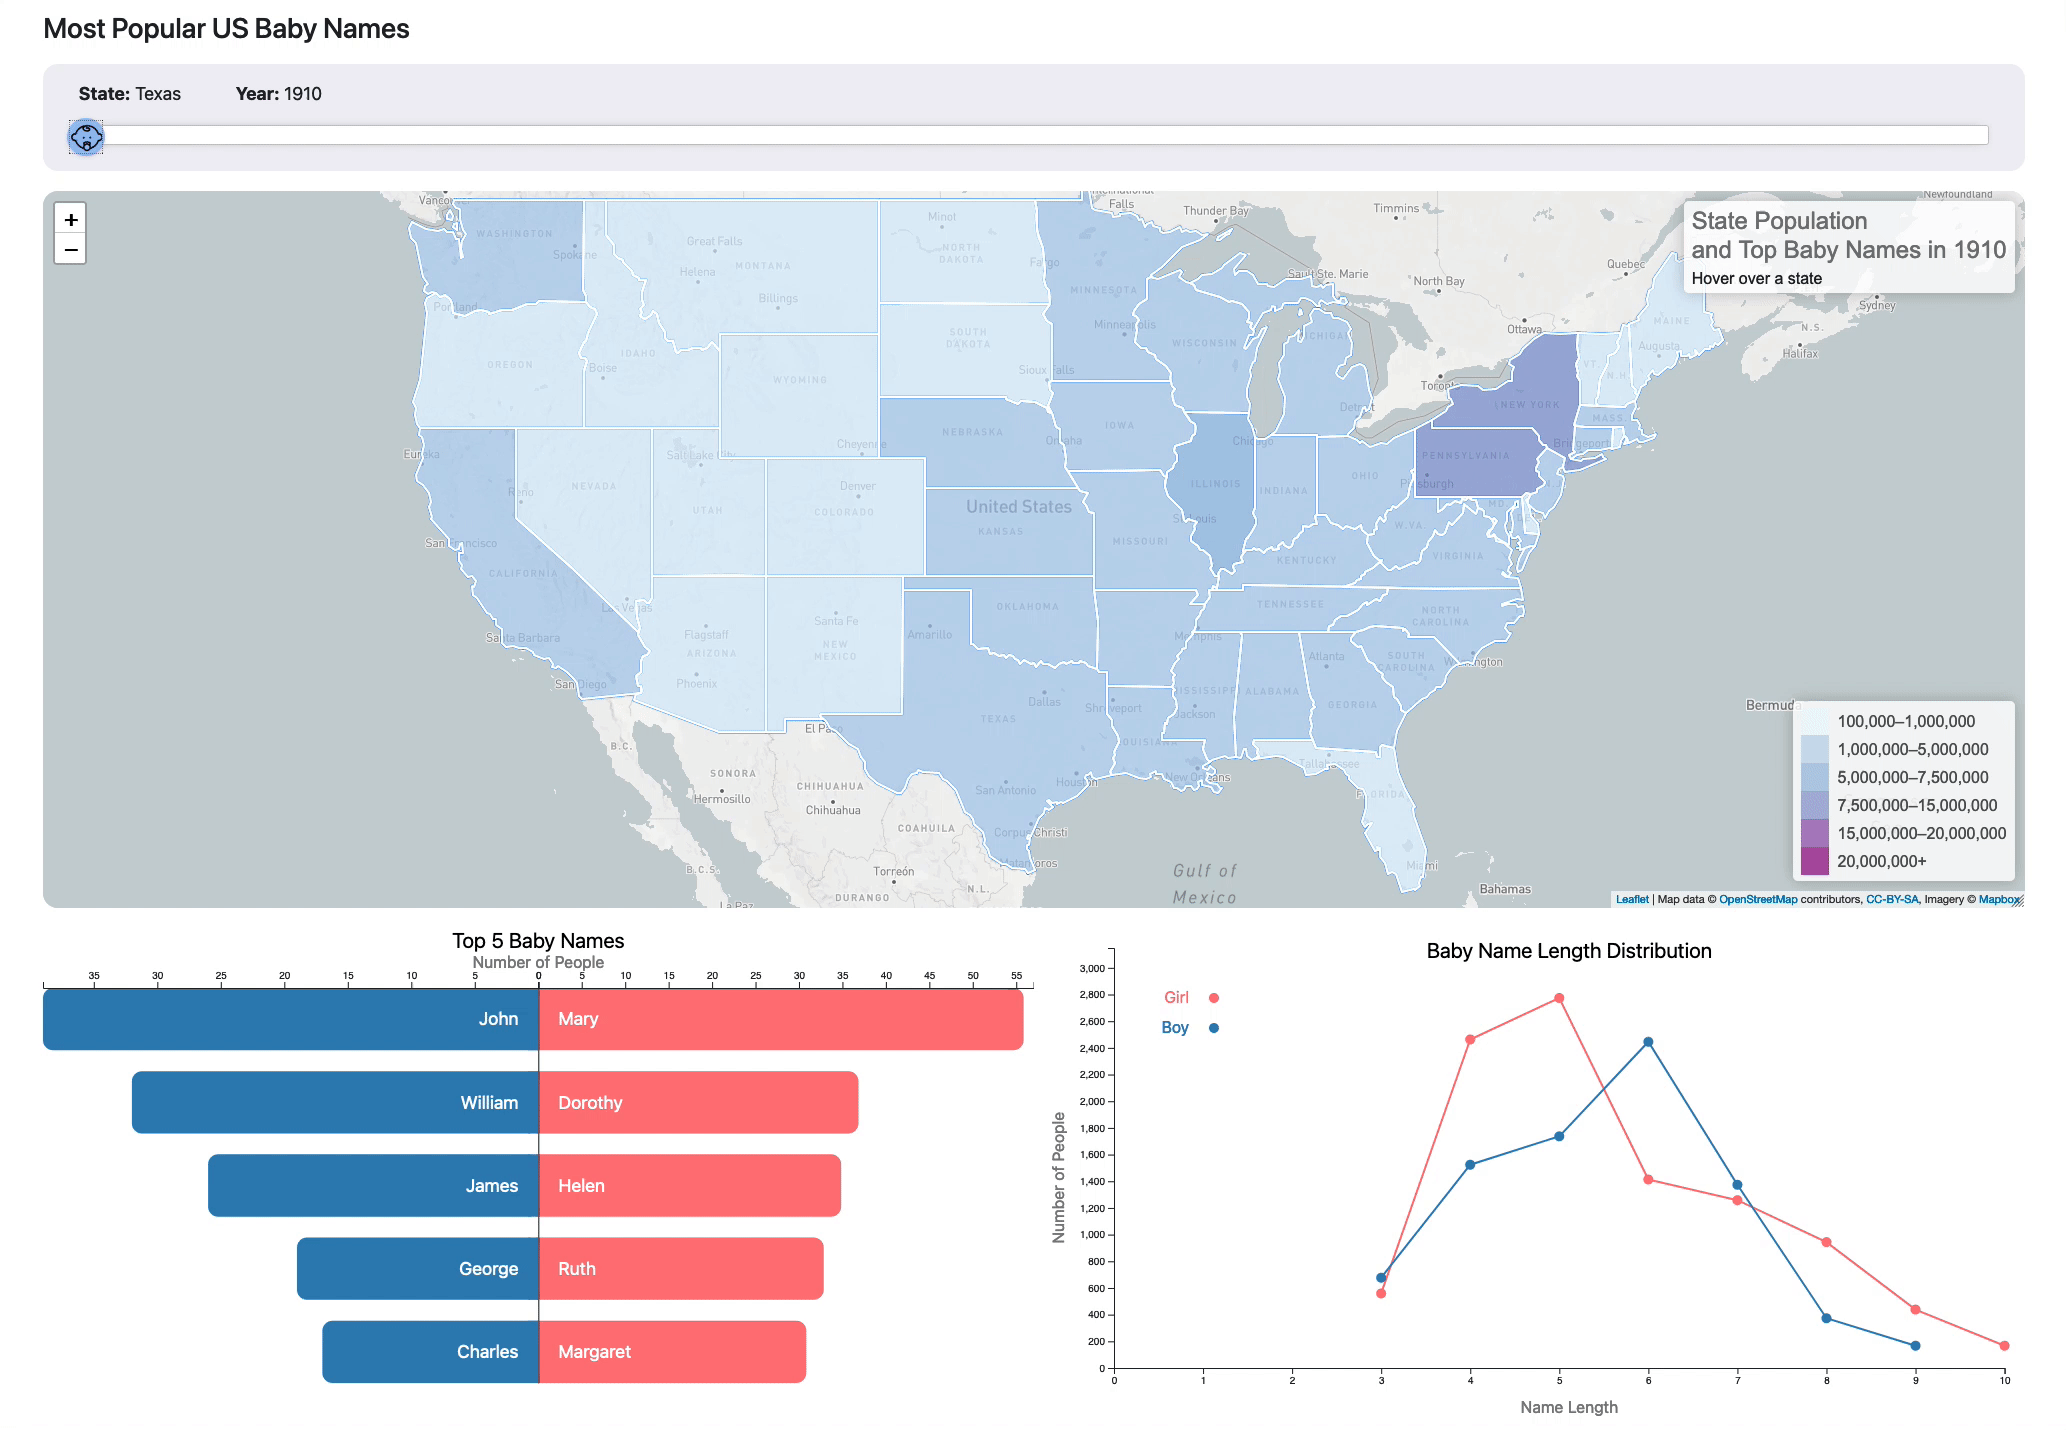 Most Popular US Baby Names
State: Texas Year: 1910
+
−
State Population
and Top Baby Names in 1910
Hover over a state
Newfoundland
Falls
Thunder Bay
Timmins
Quebec
Sault Ste. Marie
North Bay
Sydney
Ottawa
N.S.
Halifax
WASHINGTON
Spokane
Great Falls
Helena
MONTANA
Billings
Minot
NORTH
DAKOTA
Fargo
MINNESOTA
Minneapolis
WISCONSIN
MAINE
Augusta
VT.
N.H.
Portland
OREGON
IDAHO
Boise
WYOMING
SOUTH
DAKOTA
Sioux Falls
Detroit
NEW YORK
MASS.
Bridgeport
Eureka
Cheyenne
NEBRASKA
Omaha
IOWA
Chicago
PENNSYLVANIA
Salt Lake City
Reno
NEVADA
UTAH
Denver
COLORADO
United States
KANSAS
MISSOURI
ILLINOIS
INDIANA
OHIO
MD.
W.VA.
VIRGINIA
KENTUCKY
San Francisco
CALIFORNIA
Las Vegas
Santa Barbara
Flagstaff
ARIZONA
Phoenix
San Diego
Santa Fe
NEW
MEXICO
Amarillo
OKLAHOMA
Memphis
TENNESSEE
NORTH
CAROLINA
SOUTH
CAROLINA
Atlanta
GEORGIA
ALABAMA
Jackson
Dallas
TEXAS
Shreveport
El Paso
B.C.
SONORA
Hermosillo
CHIHUAHUA
Chihuahua
COAHUILA
San Antonio
Houston
New Orleans
Tallahassee
FLORIDA
Corpus Christi
Matamoros
Miami
B.C.S.
Torreón
N.L.
DURANGO
La Paz
Gulf of
Mexico
Bahamas
Bermuda
100,000–1,000,000
1,000,000–5,000,000
5,000,000–7,500,000
7,500,000–15,000,000
15,000,000–20,000,000
20,000,000+
Leaflet | Map data © OpenStreetMap contributors, CC-BY-SA, Imagery © Mapbox
Top 5 Baby Names
Number of People
35 30 25 20 15 10 5 0 5 10 15 20 25 30 35 40 45 50 55
John Mary
William Dorothy
James Helen
George Ruth
Charles Margaret
Baby Name Length Distribution
Girl
Boy
Number of People
3,000
2,800
2,600
2,400
2,200
2,000
1,800
1,600
1,400
1,200
1,000
800
600
400
200
0
0 1 2 3 4 5 6 7 8 9 10
Name Length